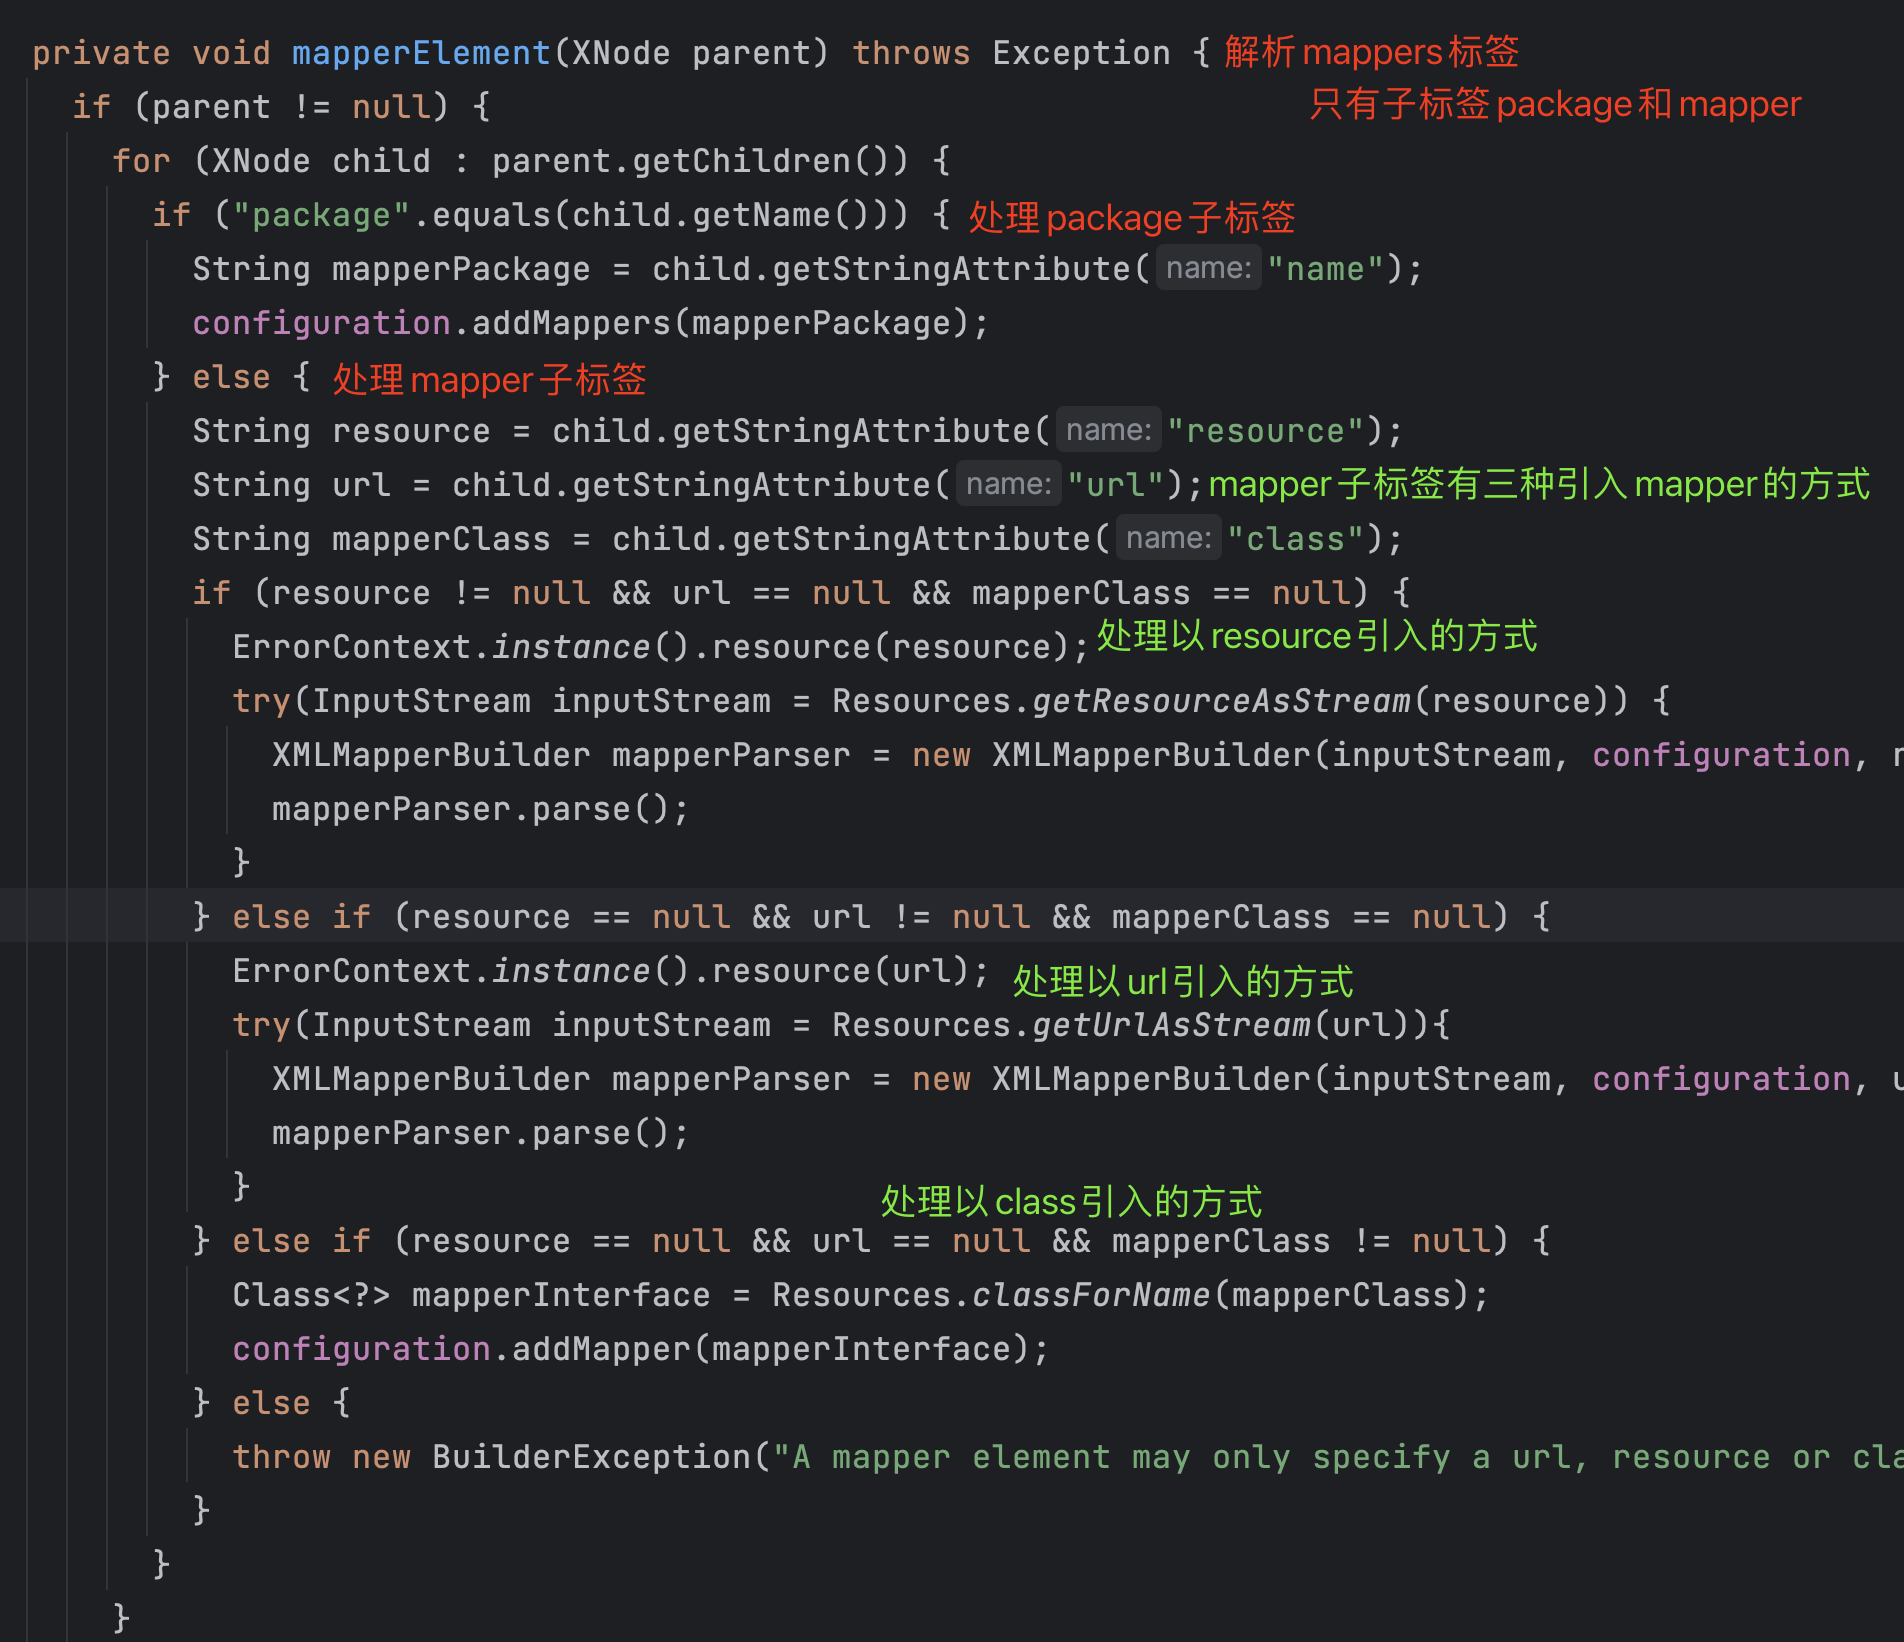 private void mapperElement(XNode parent) throws Exception { 解析mappers标签
if (parent != null) { 只有子标签package和mapper
for (XNode child : parent.getChildren()) {
if ("package".equals(child.getName())) { 处理package子标签
String mapperPackage = child.getStringAttribute( name: "name");
configuration.addMappers(mapperPackage);
} else { 处理mapper子标签
String resource = child.getStringAttribute( name: "resource");
String url = child.getStringAttribute( name: "url"); mapper子标签有三种引入mapper的方式
String mapperClass = child.getStringAttribute( name: "class");
if (resource != null && url == null && mapperClass == null) {
ErrorContext.instance().resource(resource); 处理以resource引入的方式
try(InputStream inputStream = Resources.getResourceAsStream(resource)) {
XMLMapperBuilder mapperParser = new XMLMapperBuilder(inputStream, configuration,
mapperParser.parse();
}
} else if (resource == null && url != null && mapperClass == null) {
ErrorContext.instance().resource(url); 处理以url引入的方式
try(InputStream inputStream = Resources.getUrlAsStream(url)){
XMLMapperBuilder mapperParser = new XMLMapperBuilder(inputStream, configuration,
mapperParser.parse();
}
处理以class引入的方式
} else if (resource == null && url == null && mapperClass != null) {
Class<?> mapperInterface = Resources.classForName(mapperClass);
configuration.addMapper(mapperInterface);
} else {
throw new BuilderException("A mapper element may only specify a url, resource or cla
}
}
}